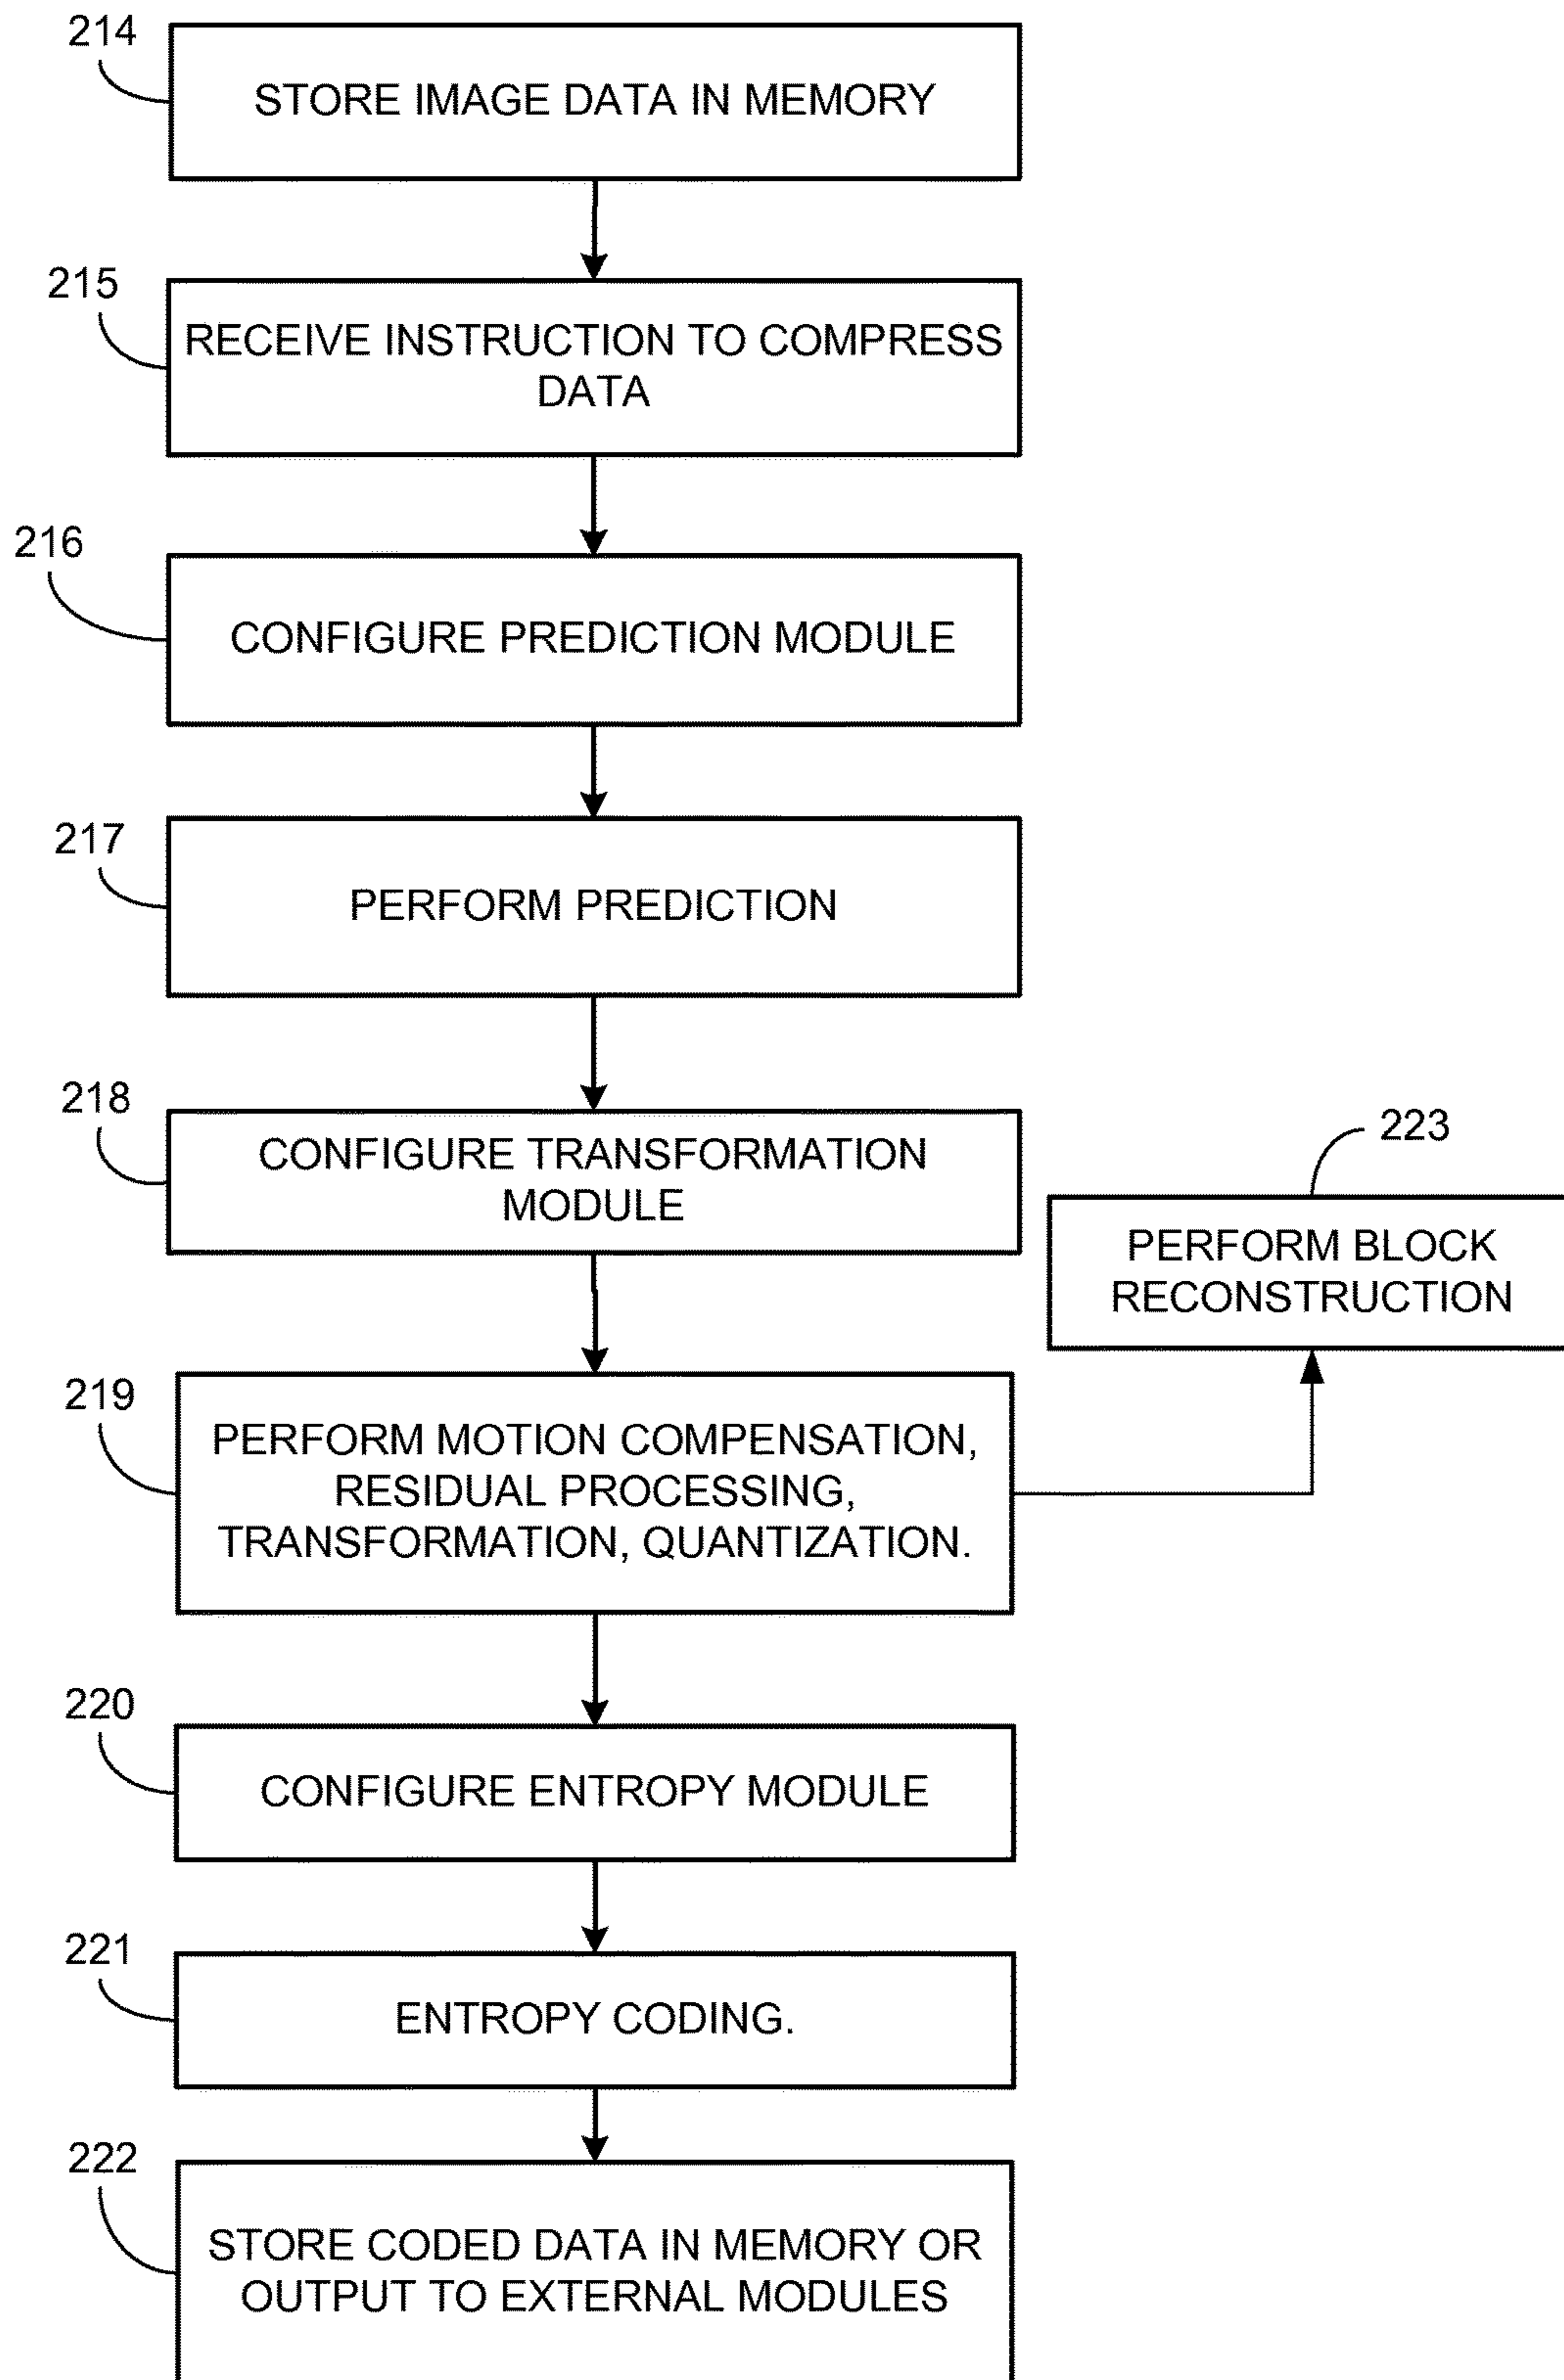 214
STORE IMAGE DATA IN MEMORY
215
RECEIVE INSTRUCTION TO COMPRESS
DATA
216
CONFIGURE PREDICTION MODULE
217
PERFORM PREDICTION
218
CONFIGURE TRANSFORMATION
MODULE
223
PERFORM BLOCK
RECONSTRUCTION
219
PERFORM MOTION COMPENSATION,
RESIDUAL PROCESSING,
TRANSFORMATION, QUANTIZATION.
220
CONFIGURE ENTROPY MODULE
221
ENTROPY CODING.
222
STORE CODED DATA IN MEMORY OR
OUTPUT TO EXTERNAL MODULES